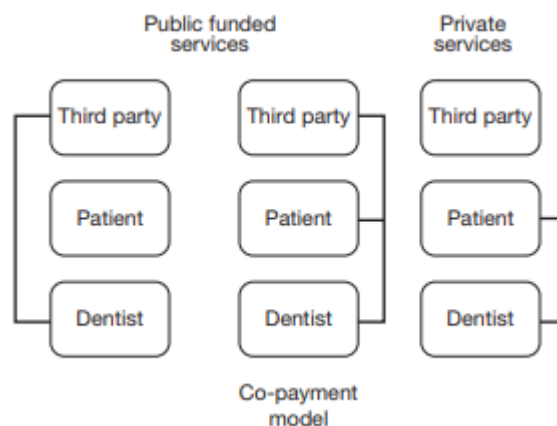 Public funded
services
Private
services
Third party
Third party
Third party
Patient
Patient
Patient
Dentist
Dentist
Dentist
Co-payment
model